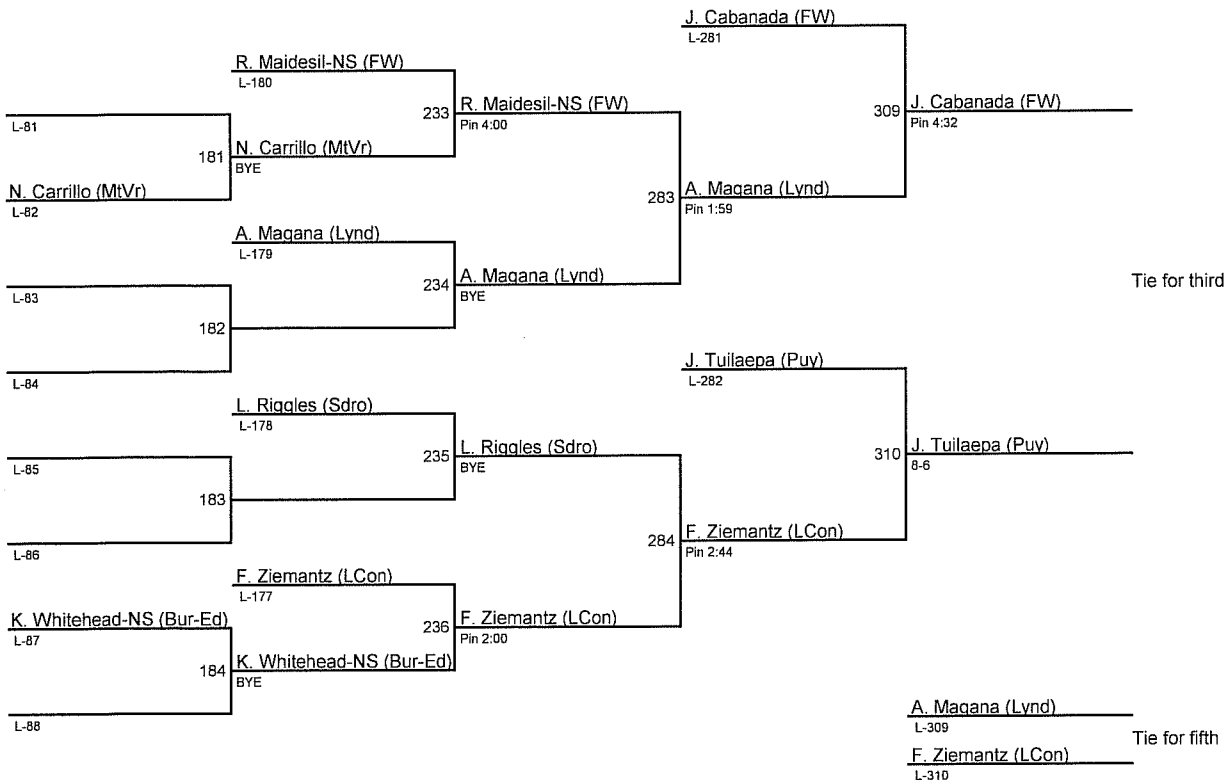 J. Cabanada (FW)
L-281
R. Maidesil-NS (FW)
L-180
R. Maidesil-NS (FW)
233
Pin 4:00
309
J. Cabanada (FW)
Pin 4:32
L-81
181
N. Carrillo (MtVr)
BYE
N. Carrillo (MtVr)
L-82
283
A. Magana (Lynd)
Pin 1:59
A. Magana (Lynd)
L-179
234
A. Magana (Lynd)
BYE
L-83
182
L-84
Tie for third
J. Tuilaepa (Puy)
L-282
L. Riggles (Sdro)
L-178
235
L. Riggles (Sdro)
BYE
310
J. Tuilaepa (Puy)
8-6
L-85
183
L-86
284
F. Ziemantz (LCon)
Pin 2:44
F. Ziemantz (LCon)
L-177
236
F. Ziemantz (LCon)
Pin 2:00
K. Whitehead-NS (Bur-Ed)
L-87
184
K. Whitehead-NS (Bur-Ed)
BYE
L-88
A. Magana (Lynd)
L-309
Tie for fifth
F. Ziemantz (LCon)
L-310